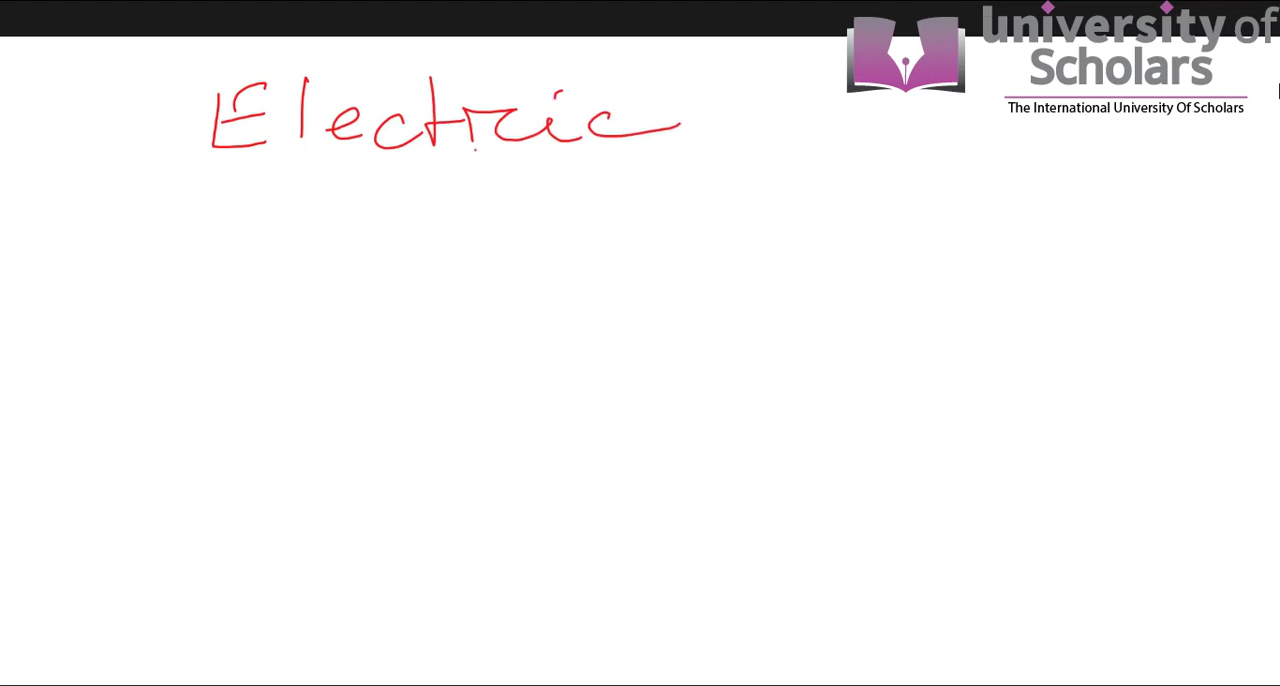 Electric
university of
Scholars
The International University Of Scholars